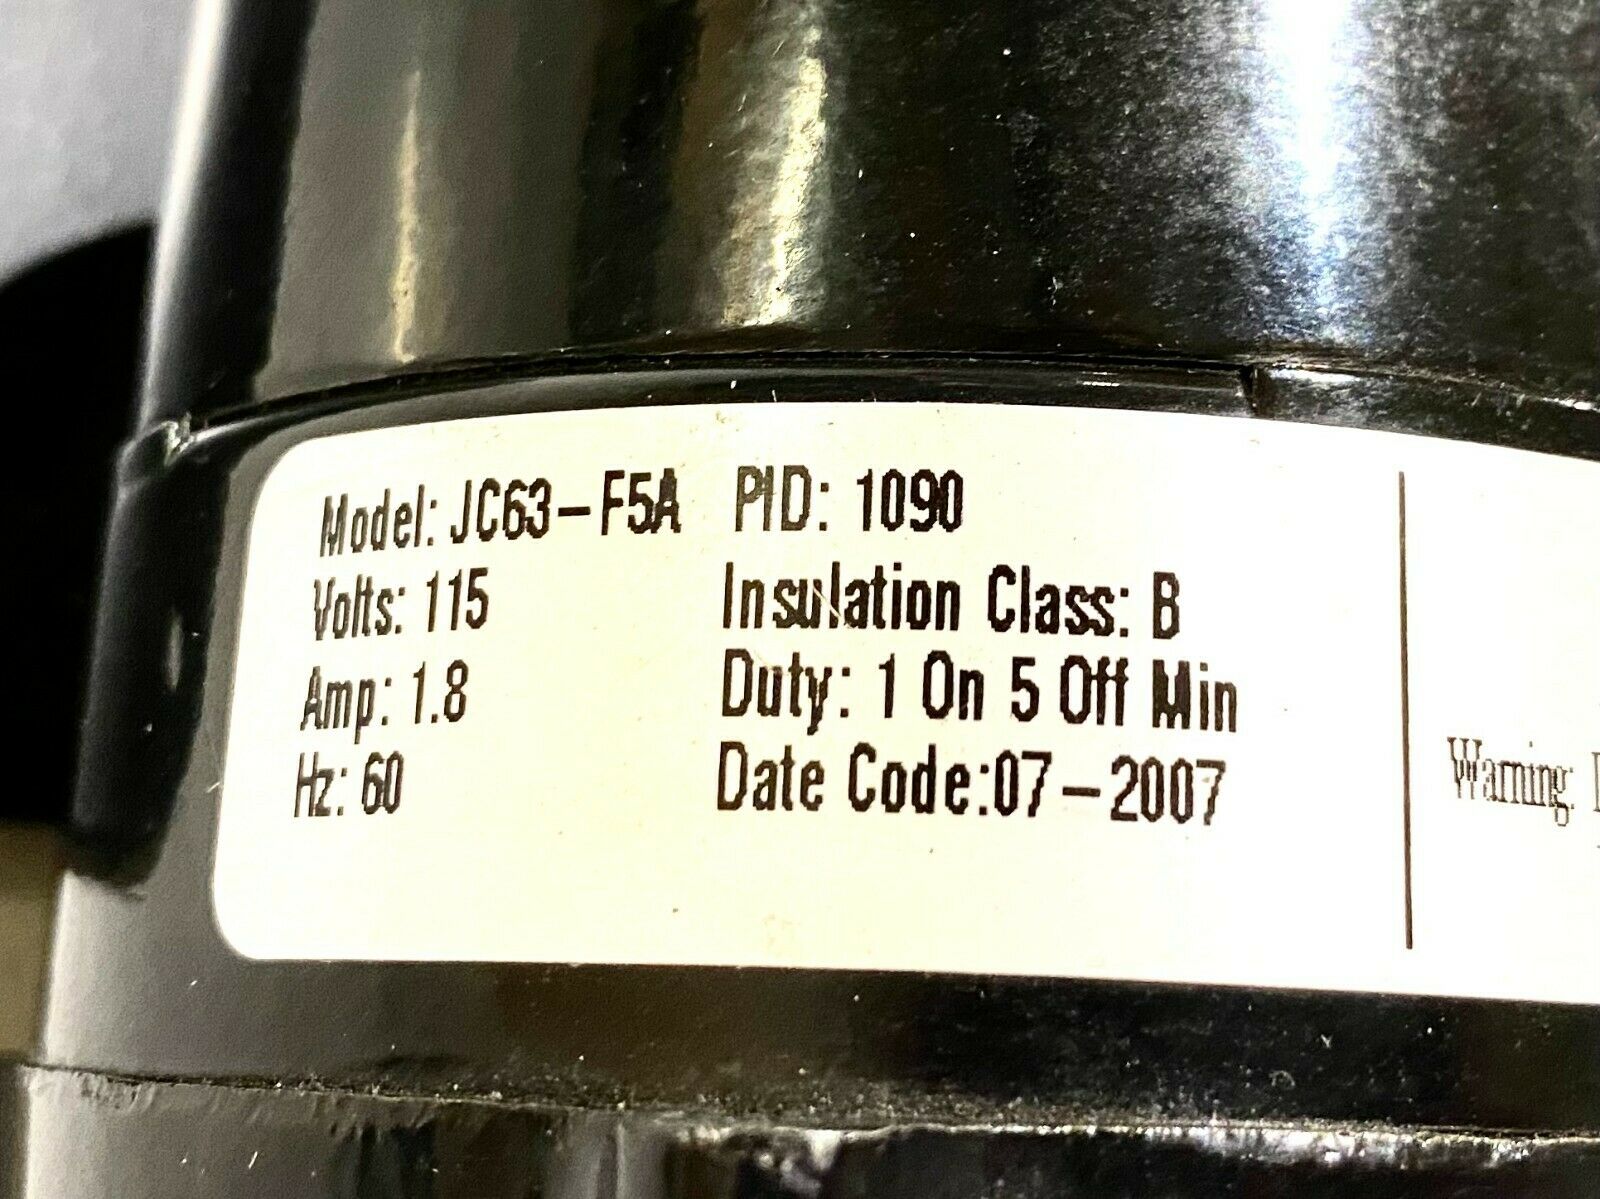 Model: JC63-F5A PID: 1090
Volts: 115 Insulation Class: B
Amp: 1.8 Duty: 1 On 5 Off Min
Hz: 60 Date Code:07-2007
Warning: